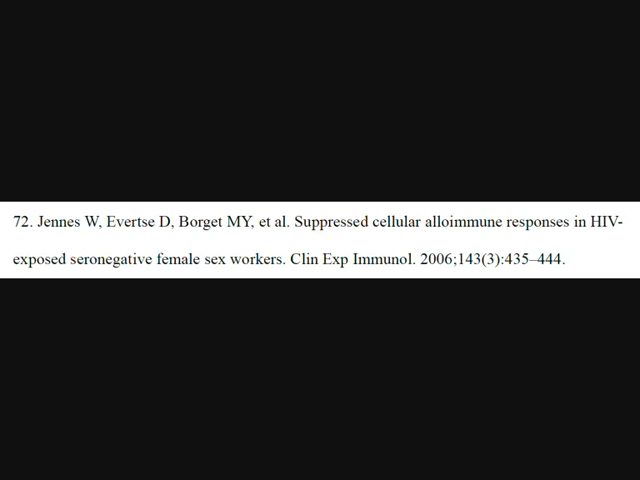 72. Jennes W, Evertse D, Borget MY, et al. Suppressed cellular alloimmune responses in HIV-
exposed seronegative female sex workers. Clin Exp Immunol. 2006;143(3):435–444.